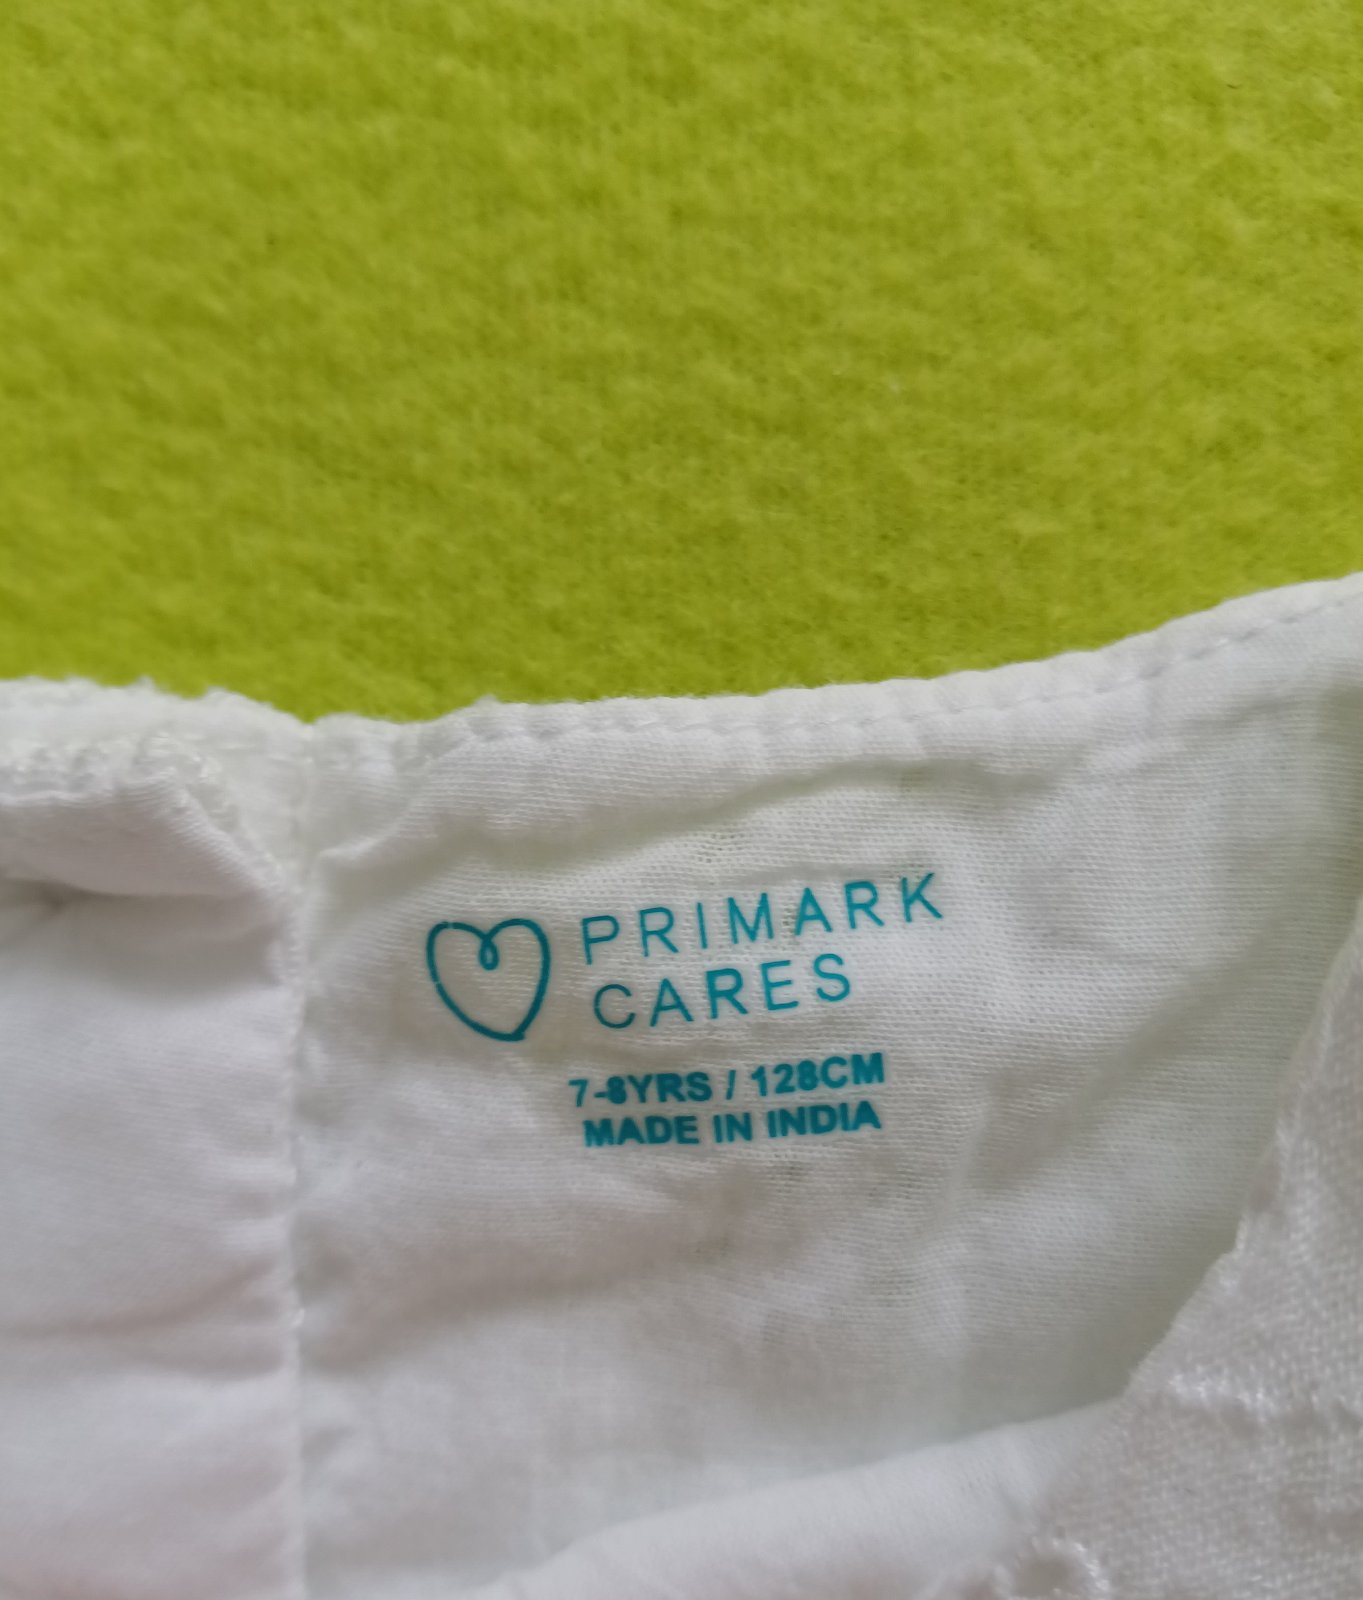 PRIMARK
CARES
7-8YRS / 128CM
MADE IN INDIA